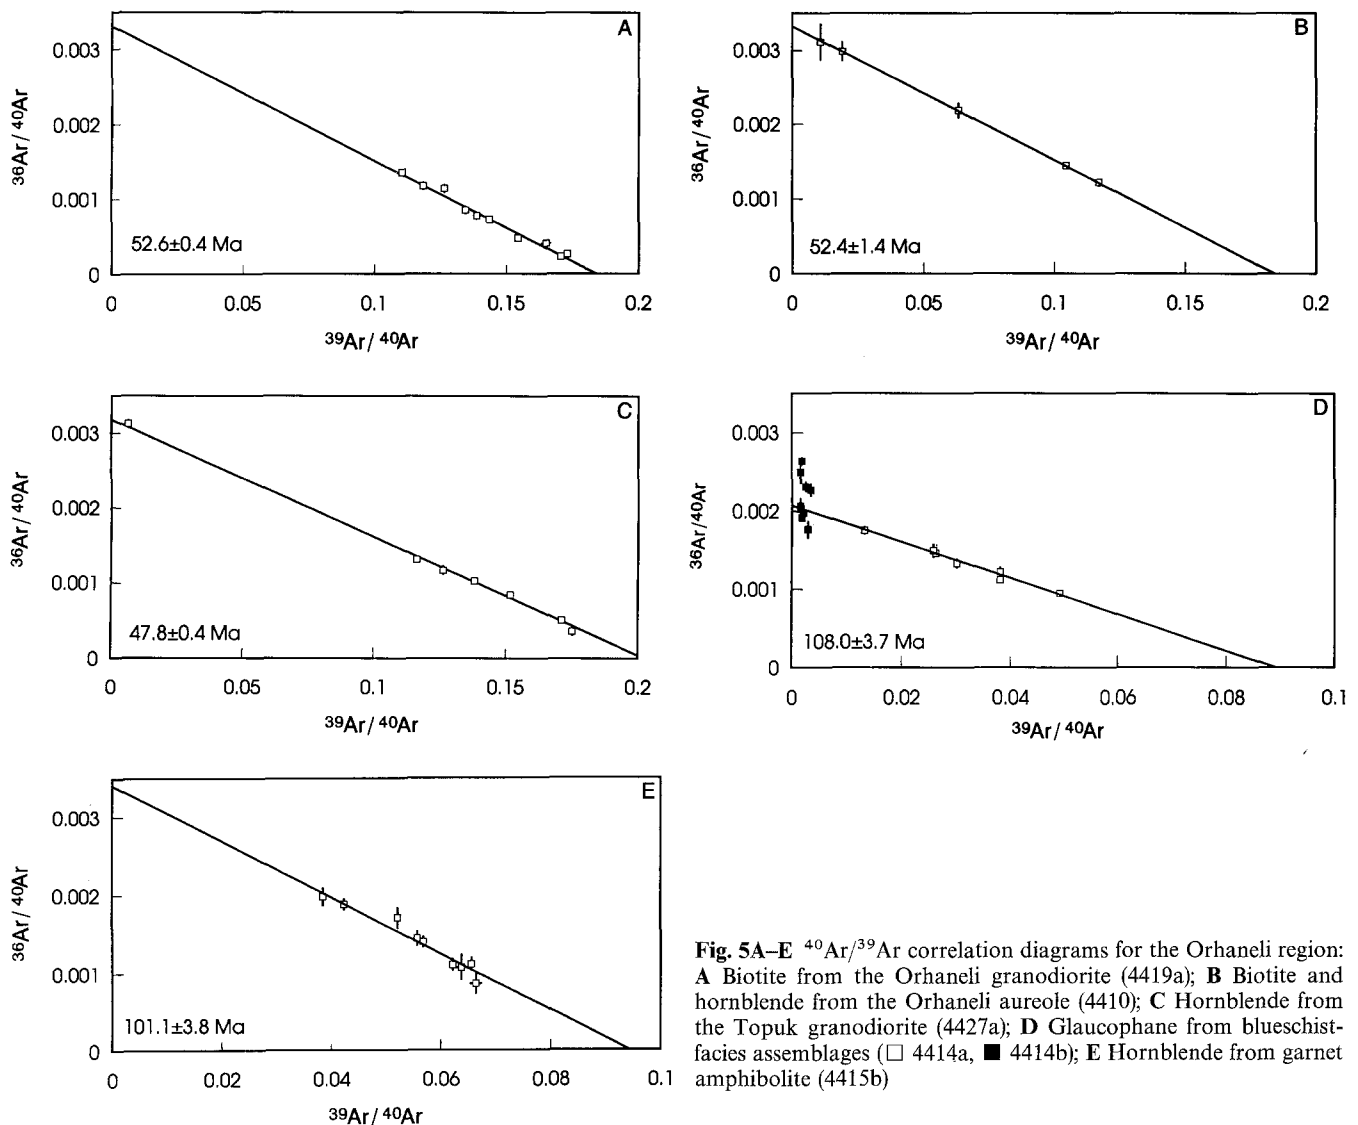 A
0.003
0.002
0.001
0
36Ar/40Ar
52.6±0.4 Ma
0 0.05 0.1 0.15 0.2
39Ar/40Ar
B
0.003
0.002
0.001
0
36Ar/40Ar
52.4±1.4 Ma
0 0.05 0.1 0.15 0.2
39Ar/40Ar
C
0.003
0.002
0.001
0
36Ar/40Ar
47.8±0.4 Ma
0 0.05 0.1 0.15 0.2
39Ar/40Ar
D
0.003
0.002
0.001
0
36Ar/40Ar
108.0±3.7 Ma
0 0.02 0.04 0.06 0.08 0.1
39Ar/40Ar
E
0.003
0.002
0.001
0
36Ar/40Ar
101.1±3.8 Ma
0 0.02 0.04 0.06 0.08 0.1
39Ar/40Ar
Fig. 5A–E 40Ar/39Ar correlation diagrams for the Orhaneli region:
A Biotite from the Orhaneli granodiorite (4419a); B Biotite and
hornblende from the Orhaneli aureole (4410); C Hornblende from
the Topuk granodiorite (4427a); D Glaucophane from blueschist-
facies assemblages (□ 4414a, ■ 4414b); E Hornblende from garnet
amphibolite (4415b)